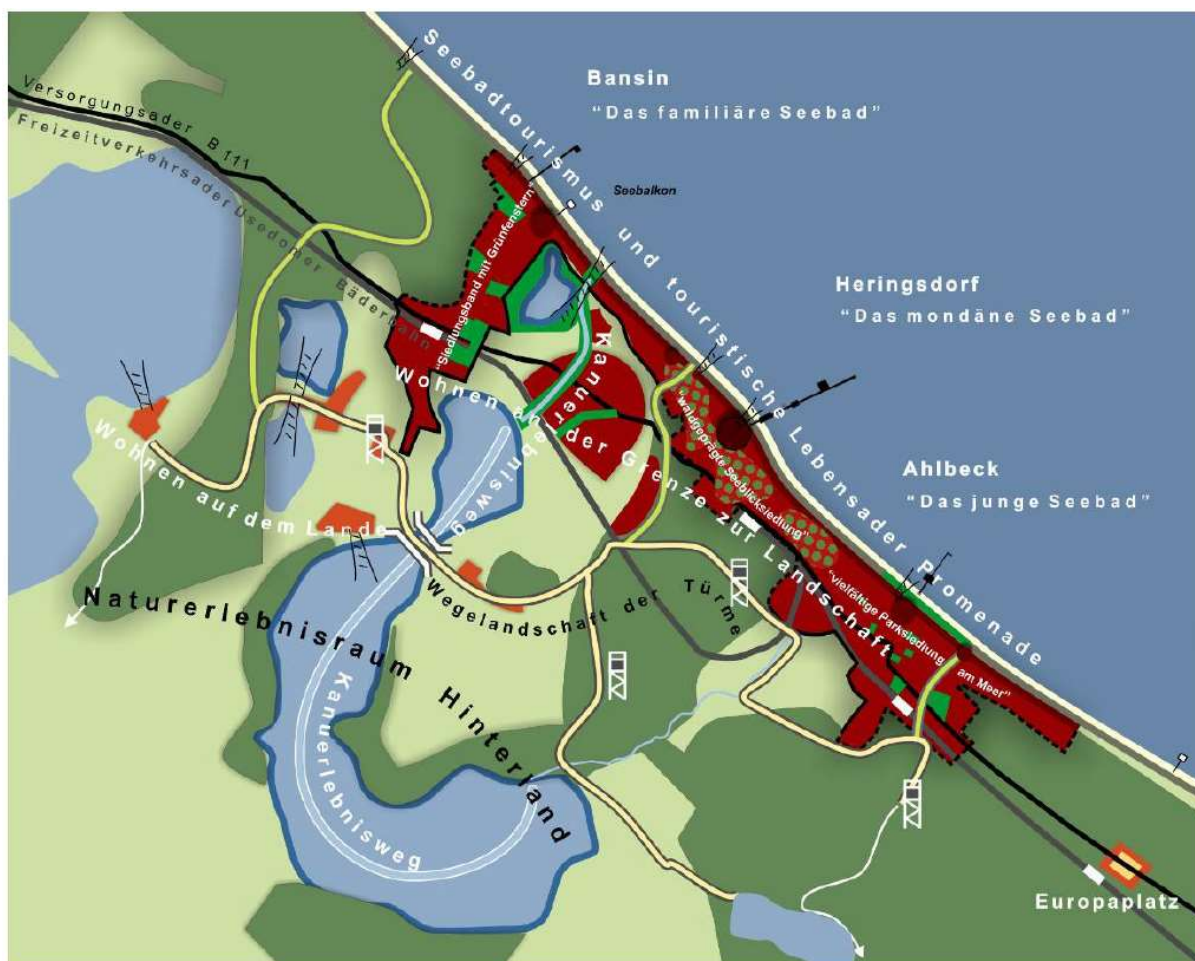 Seebadtourismus und touristische Lebensader Promenade
Bansin
"Das familiäre Seebad"
Versorgungsader B 111
Freizeitverkehrsader Usedomer Bäderbahn
Seebalkon
"Siedlungsband mit Grünfenstern"
Heringsdorf
"Das mondäne Seebad"
Kanuerlebnisweg
Wohnen an der Grenze zur Landschaft
"waldgeprägte Seeblicksiedlung"
Ahlbeck
"Das junge Seebad"
Wohnen auf dem Lande
Wegelandschaft der Türme
"vielfältige Parksiedlung am Meer"
Naturerlebnisraum Hinterland
Kanuerlebnisweg
Europaplatz